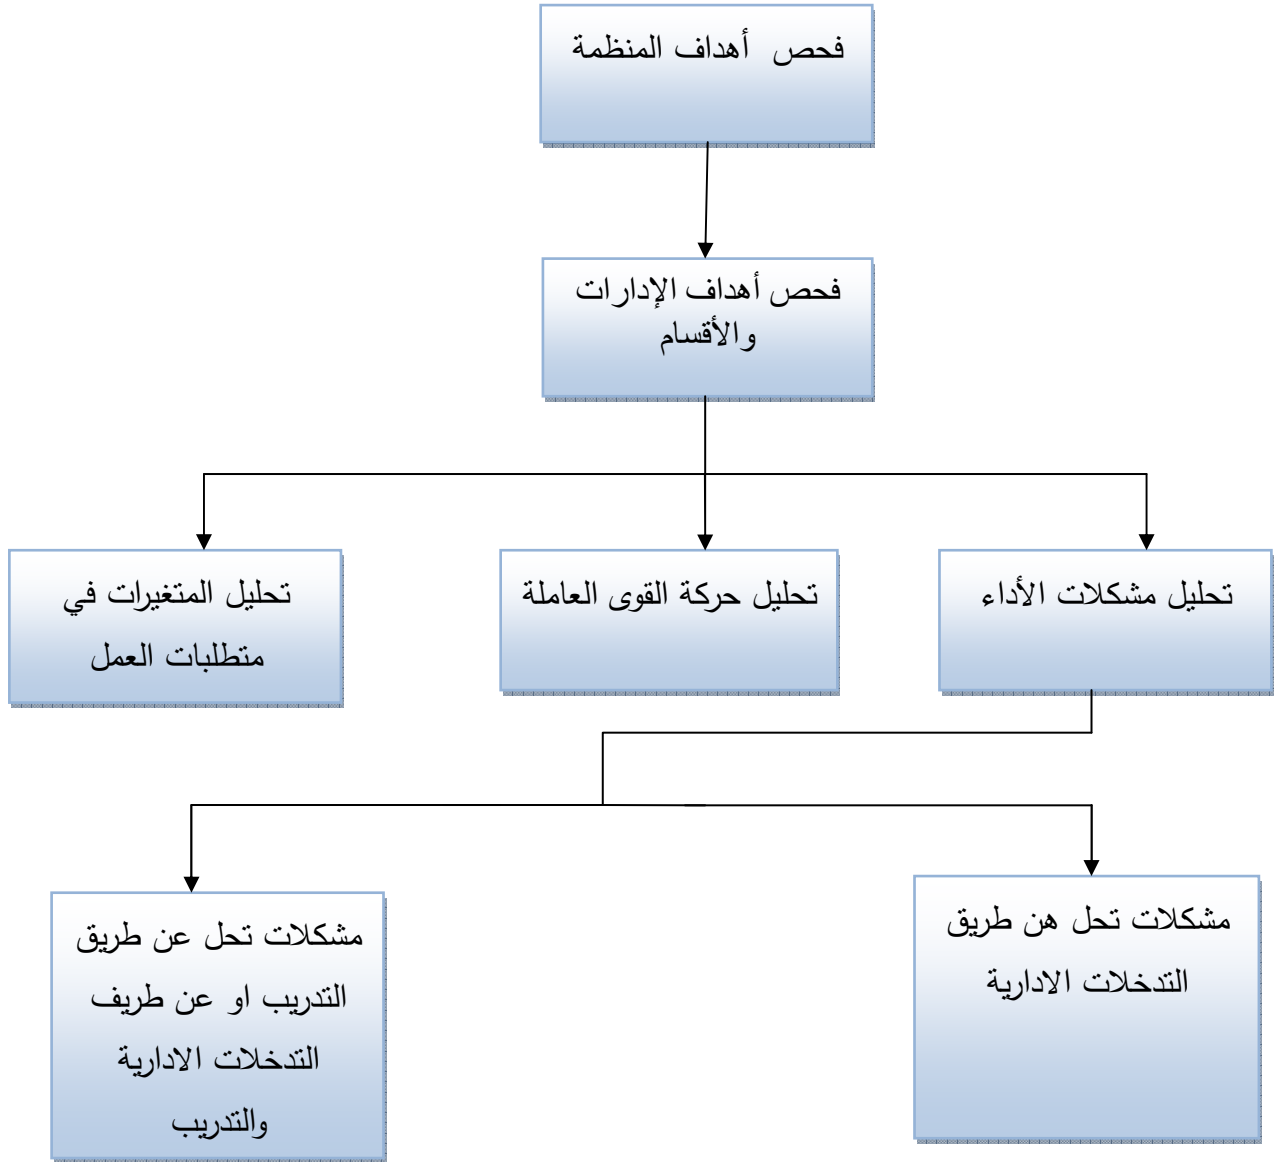 فحص أهداف المنظمة
فحص أهداف الإدارات
والأقسام
تحليل مشكلات الأداء
تحليل حركة القوى العاملة
تحليل المتغيرات في
متطلبات العمل
مشكلات تحل هن طريق
التدخلات الادارية
مشكلات تحل عن طريق
التدريب او عن طريف
التدخلات الادارية
والتدريب